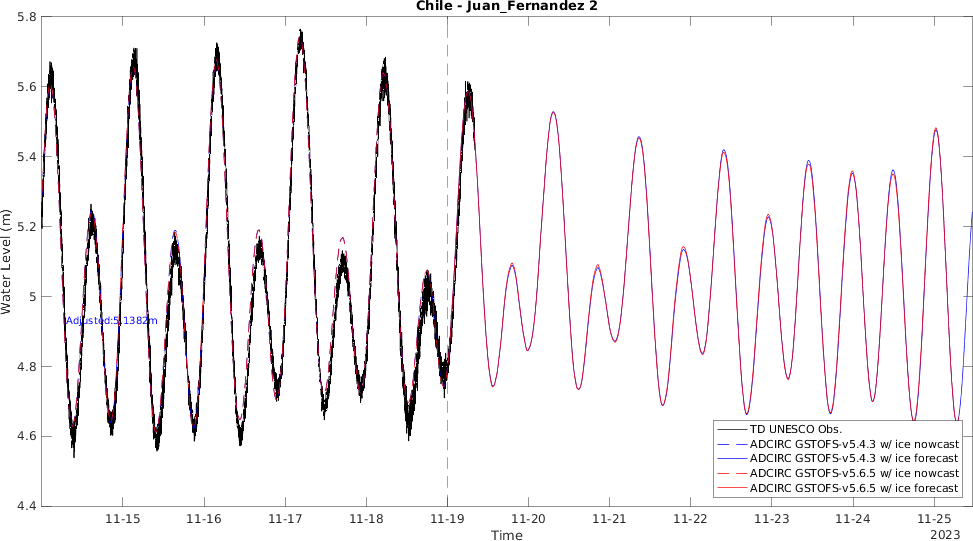 Chile - Juan_Fernandez 2
5.8
5.6
5.4
5.2
5
4.8
4.6
4.4
Water Level (m)
Adjusted:5.1382m
TD UNESCO Obs.
ADCIRC GSTOFS-v5.4.3 w/ ice nowcast
ADCIRC GSTOFS-v5.4.3 w/ ice forecast
ADCIRC GSTOFS-v5.6.5 w/ ice nowcast
ADCIRC GSTOFS-v5.6.5 w/ ice forecast
11-15 11-16 11-17 11-18 11-19 11-20 11-21 11-22 11-23 11-24 11-25
Time 2023